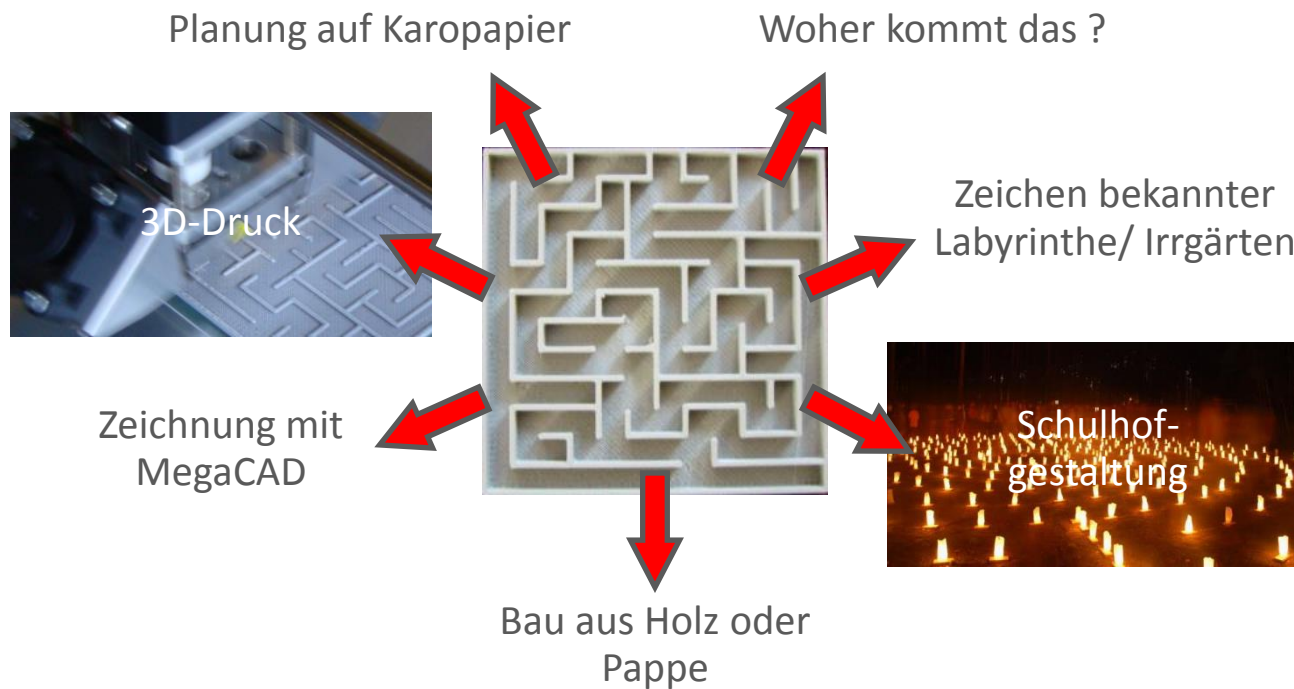 Planung auf Karopapier
Woher kommt das ?
3D-Druck
Zeichen bekannter
Labyrinthe/ Irrgärten
Zeichnung mit
MegaCAD
Schulhof-
gestaltung
Bau aus Holz oder
Pappe